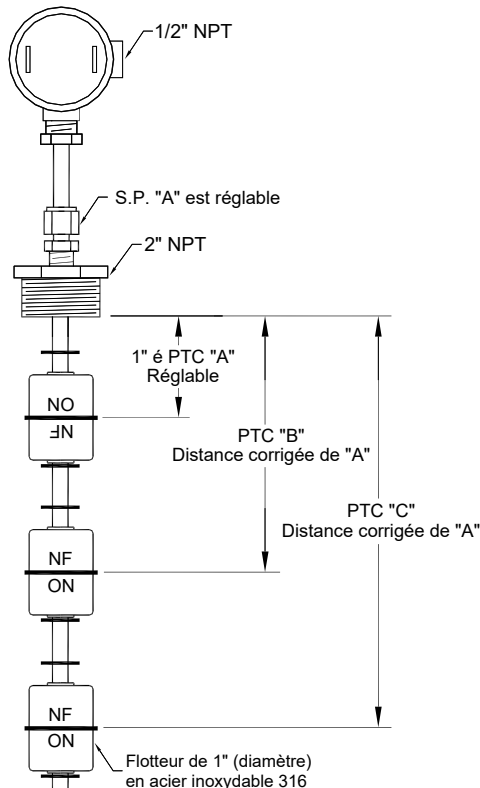 1/2" NPT
S.P. "A" est réglable
2" NPT
1" é PTC "A"
Réglable
NO
NF
PTC "B"
Distance corrigée de "A"
PTC "C"
Distance corrigée de "A"
NF
ON
NF
ON
Flotteur de 1" (diamètre)
en acier inoxydable 316